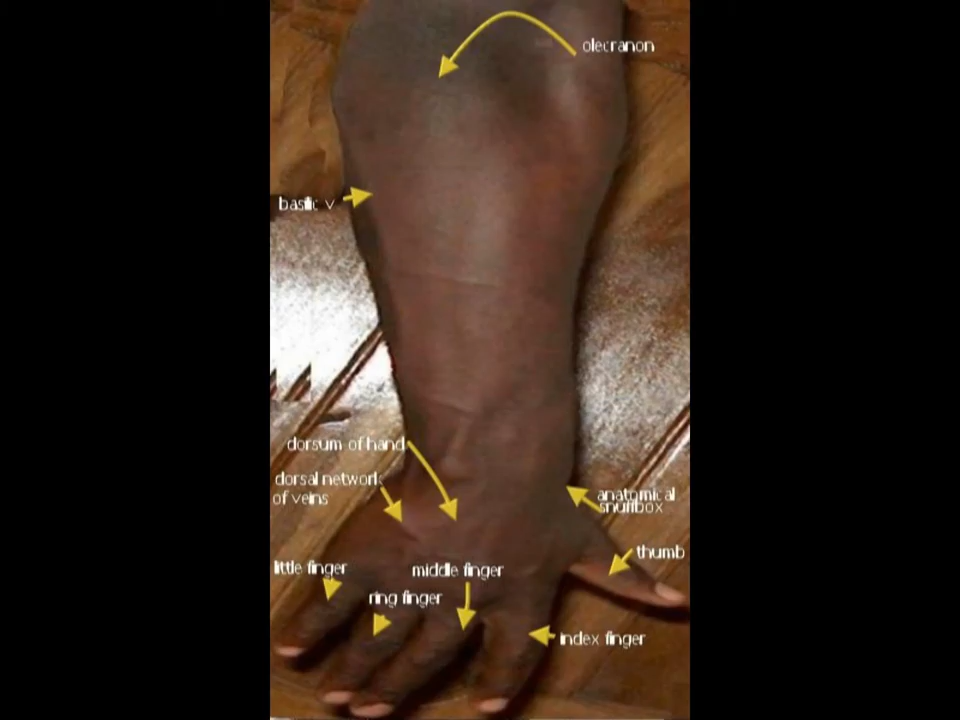 olecranon
basilic v
dorsum of hand
dorsal network
of veins
anatomical
snuffbox
thumb
little finger
middle finger
ring finger
index finger